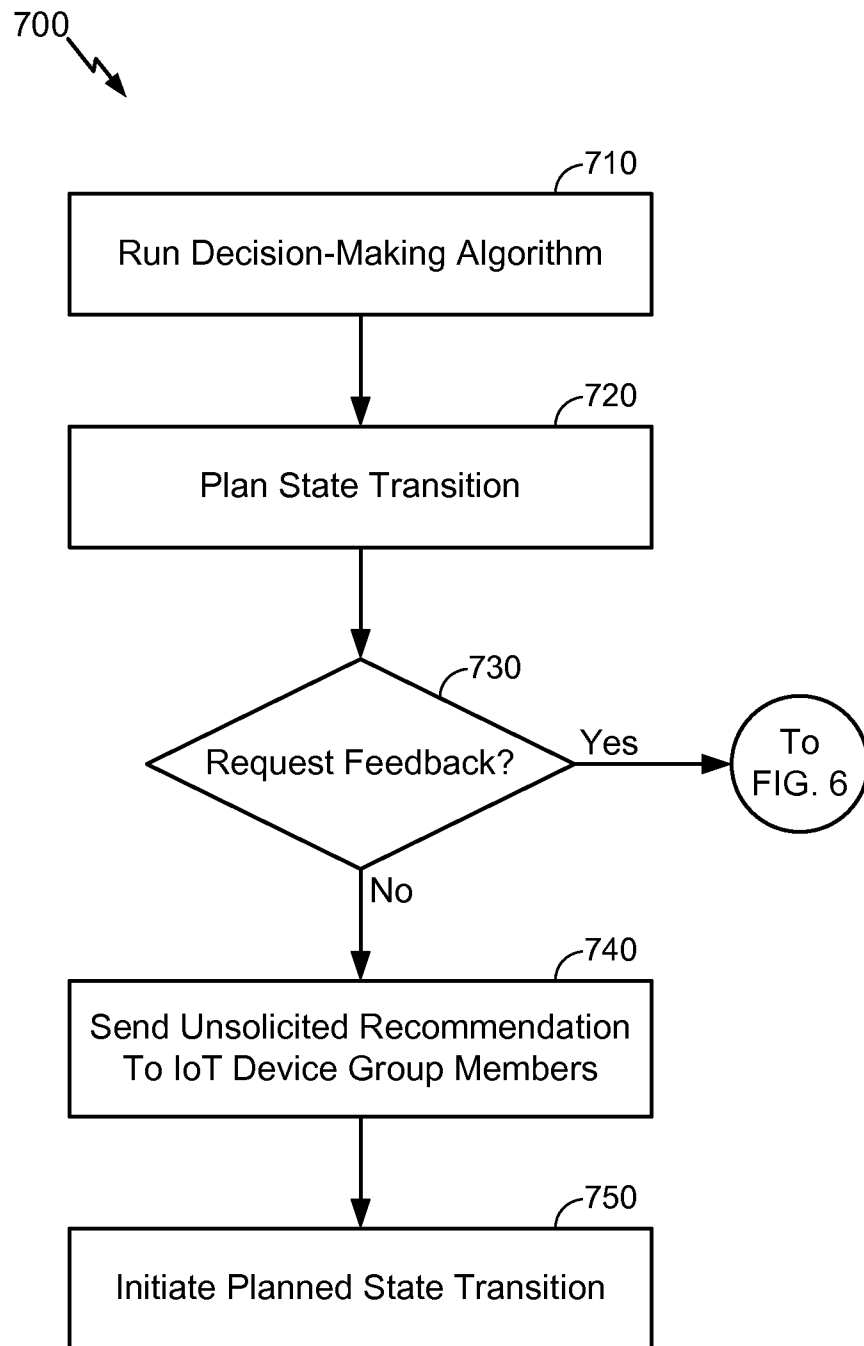 700
710
Run Decision-Making Algorithm
720
Plan State Transition
730
Request Feedback?
Yes
To
FIG. 6
No
740
Send Unsolicited Recommendation
To IoT Device Group Members
750
Initiate Planned State Transition